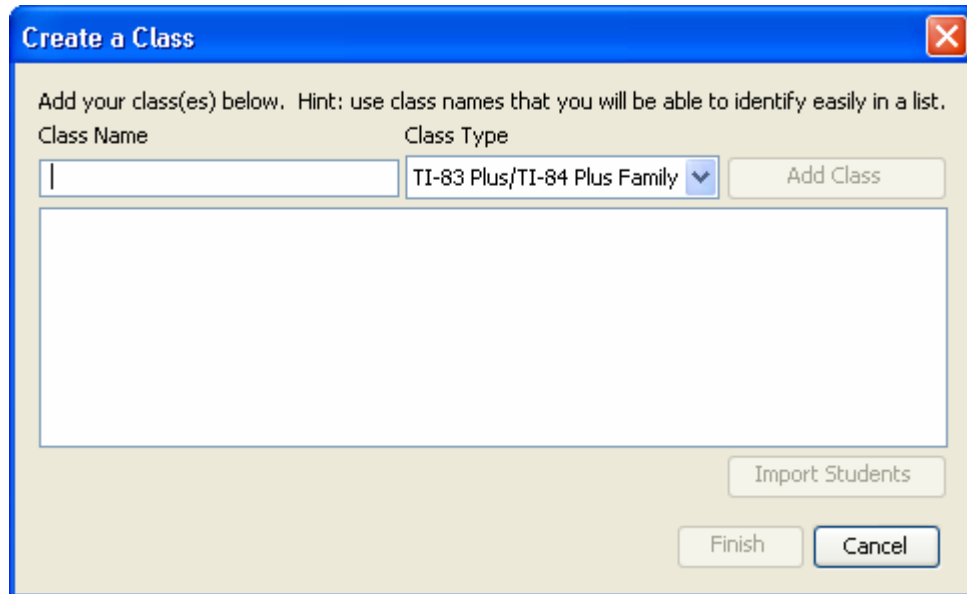 Create a Class
Add your class(es) below.  Hint: use class names that you will be able to identify easily in a list.
Class Name Class Type
TI-83 Plus/TI-84 Plus Family Add Class
Import Students
Finish Cancel